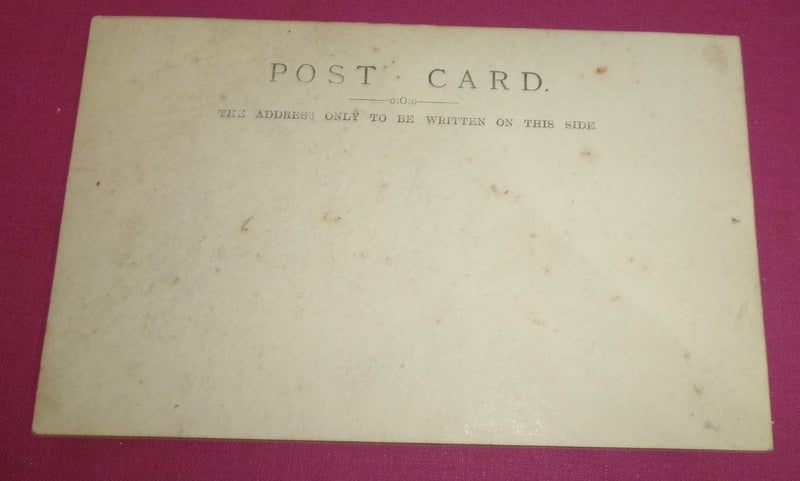 POST CARD.
o:O:o
THE ADDRESS ONLY TO BE WRITTEN ON THIS SIDE.